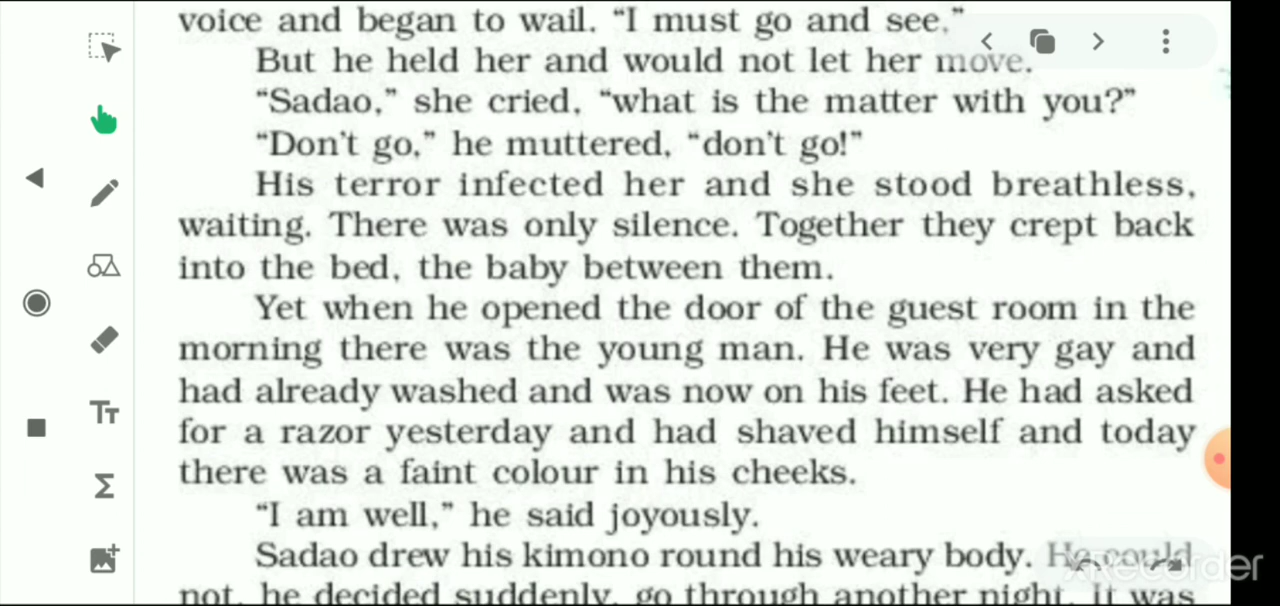 voice and began to wail. “I must go and see.”
But he held her and would not let her move.
“Sadao,” she cried, “what is the matter with you?”
“Don’t go,” he muttered, “don’t go!”
His terror infected her and she stood breathless,
waiting. There was only silence. Together they crept back
into the bed, the baby between them.
Yet when he opened the door of the guest room in the
morning there was the young man. He was very gay and
had already washed and was now on his feet. He had asked
for a razor yesterday and had shaved himself and today
there was a faint colour in his cheeks.
“I am well,” he said joyously.
Sadao drew his kimono round his weary body. He could
not, he decided suddenly, go through another night. It was
Tт
Σ
XRecorder